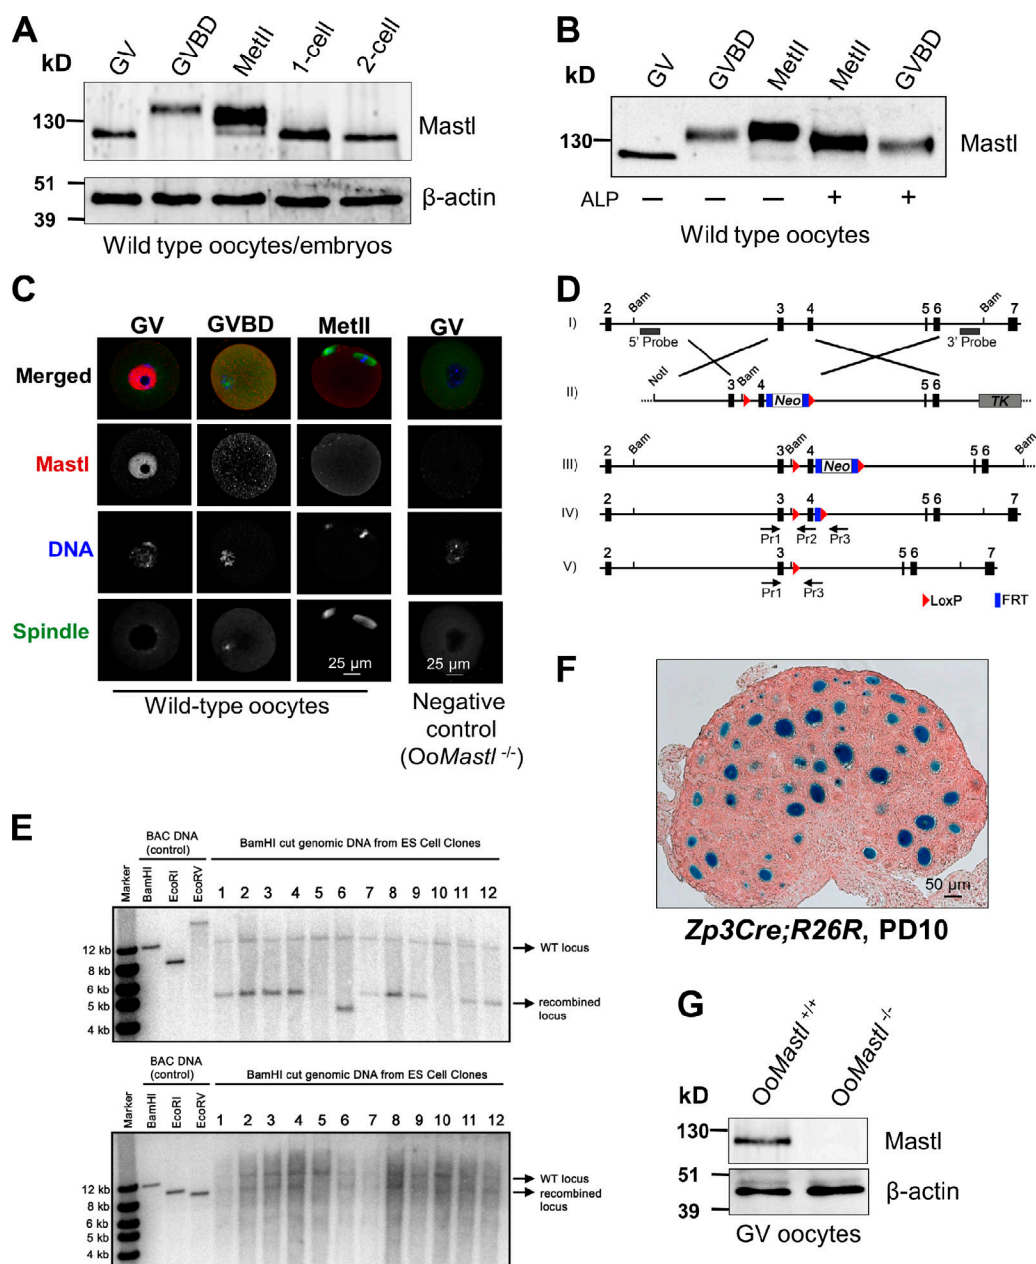 A
kD
GV
GVBD
MetII
1-cell
2-cell
130
Mastl
51
39
β-actin
Wild type oocytes/embryos
B
kD
GV
GVBD
MetII
MetII
GVBD
130
Mastl
ALP − − − + +
Wild type oocytes
C
GV GVBD MetII GV
Merged
Mastl
DNA
Spindle
25 µm 25 µm
Wild-type oocytes
Negative
control
(OoMastl -/-)
D
I)
2 Bam 3 4 5 6 Bam 7
5' Probe 3' Probe
II)
NotI 3 Bam 4 Neo 5 6 TK
III)
2 Bam 3 Bam 4 Neo 5 6 Bam
IV)
2 3 4 5 6 7
Pr1 Pr2 Pr3
V)
2 3 5 6 7
Pr1 Pr3
LoxP FRT
E
BAC DNA
(control)
BamHI cut genomic DNA from ES Cell Clones
Marker BamHI EcoRI EcoRV 1 2 3 4 5 6 7 8 9 10 11 12
12 kb
8 kb
6 kb
5 kb
4 kb
WT locus
recombined
locus
BAC DNA
(control)
BamHI cut genomic DNA from ES Cell Clones
Marker BamHI EcoRI EcoRV 1 2 3 4 5 6 7 8 9 10 11 12
12 kb
8 kb
6 kb
5 kb
4 kb
WT locus
recombined
locus
F
50 µm
Zp3Cre;R26R, PD10
G
kD
OoMastl +/+
OoMastl -/-
130
Mastl
51
39
β-actin
GV oocytes